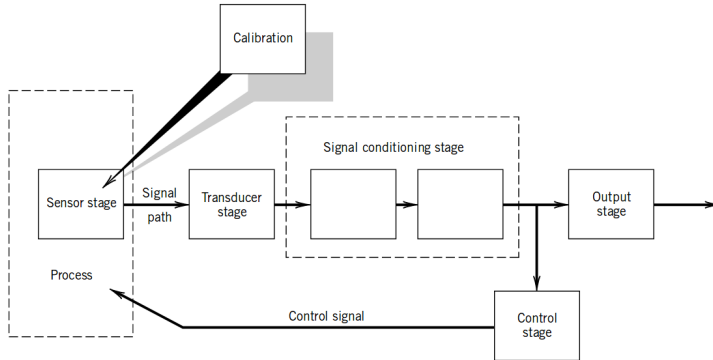 Calibration
Signal conditioning stage
Sensor stage
Signal
path
Transducer
stage
Output
stage
Process
Control signal
Control
stage